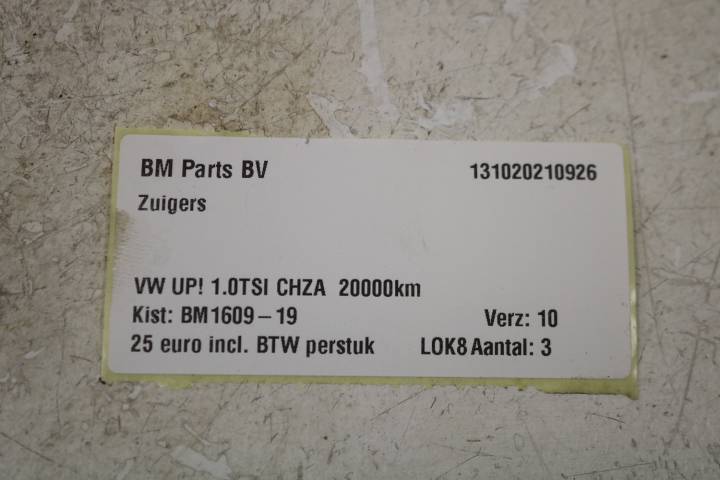 BM Parts BV 131020210926
Zuigers
VW UP! 1.0TSI CHZA 20000km
Kist: BM1609-19 Verz: 10
25 euro incl. BTW perstuk LOK8 Aantal: 3